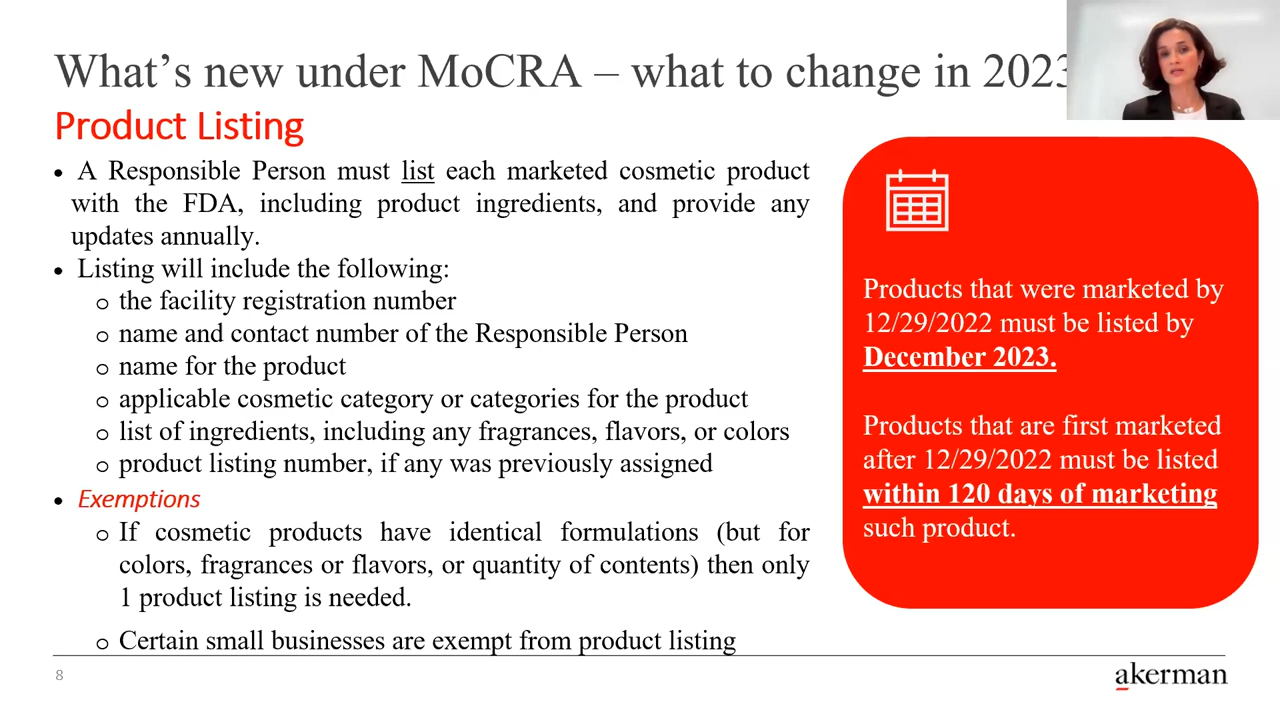 What's new under MoCRA – what to change in 2023
Product Listing
• A Responsible Person must list each marketed cosmetic product
with the FDA, including product ingredients, and provide any
updates annually.
• Listing will include the following:
o the facility registration number
o name and contact number of the Responsible Person
o name for the product
o applicable cosmetic category or categories for the product
o list of ingredients, including any fragrances, flavors, or colors
o product listing number, if any was previously assigned
• Exemptions
o If cosmetic products have identical formulations (but for
colors, fragrances or flavors, or quantity of contents) then only
1 product listing is needed.
o Certain small businesses are exempt from product listing
Products that were marketed by
12/29/2022 must be listed by
December 2023.
Products that are first marketed
after 12/29/2022 must be listed
within 120 days of marketing
such product.
8
akerman